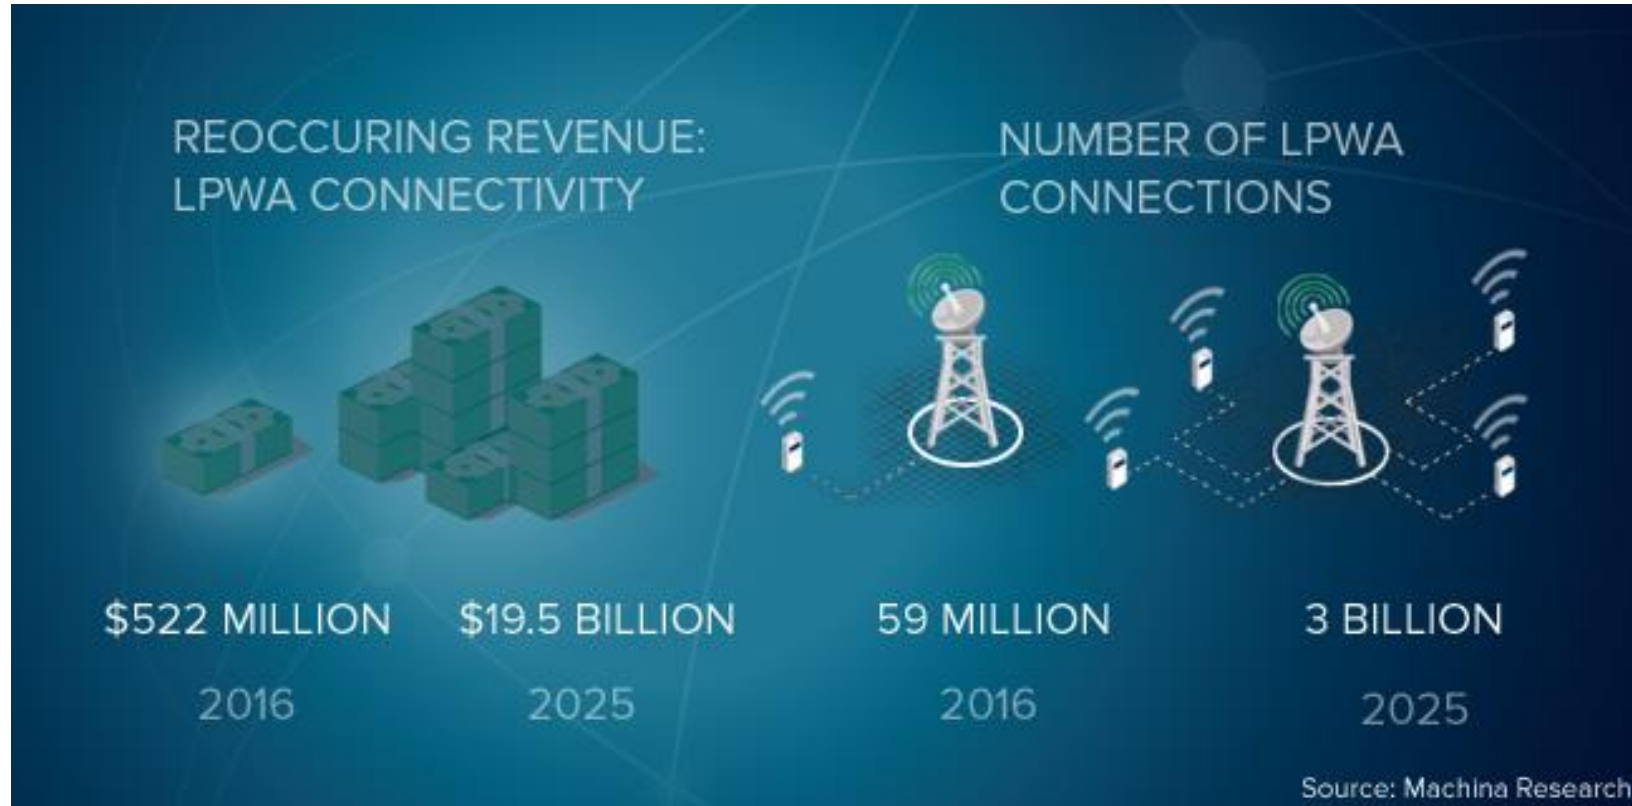 REOCCURING REVENUE:
LPWA CONNECTIVITY
$522 MILLION
$19.5 BILLION
2016
2025
NUMBER OF LPWA
CONNECTIONS
59 MILLION
3 BILLION
2016
2025
Source: Machina Research